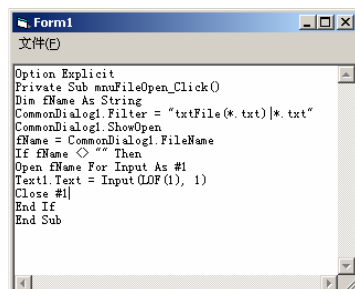 Form1
文件(F)
Option Explicit
Private Sub mnuFileOpen_Click()
Dim fName As String
CommonDialog1.Filter = "txtFile(*.txt)|*.txt"
CommonDialog1.ShowOpen
fName = CommonDialog1.FileName
If fName <> "" Then
Open fName For Input As #1
Text1.Text = Input(LOF(1), 1)
Close #1
End If
End Sub